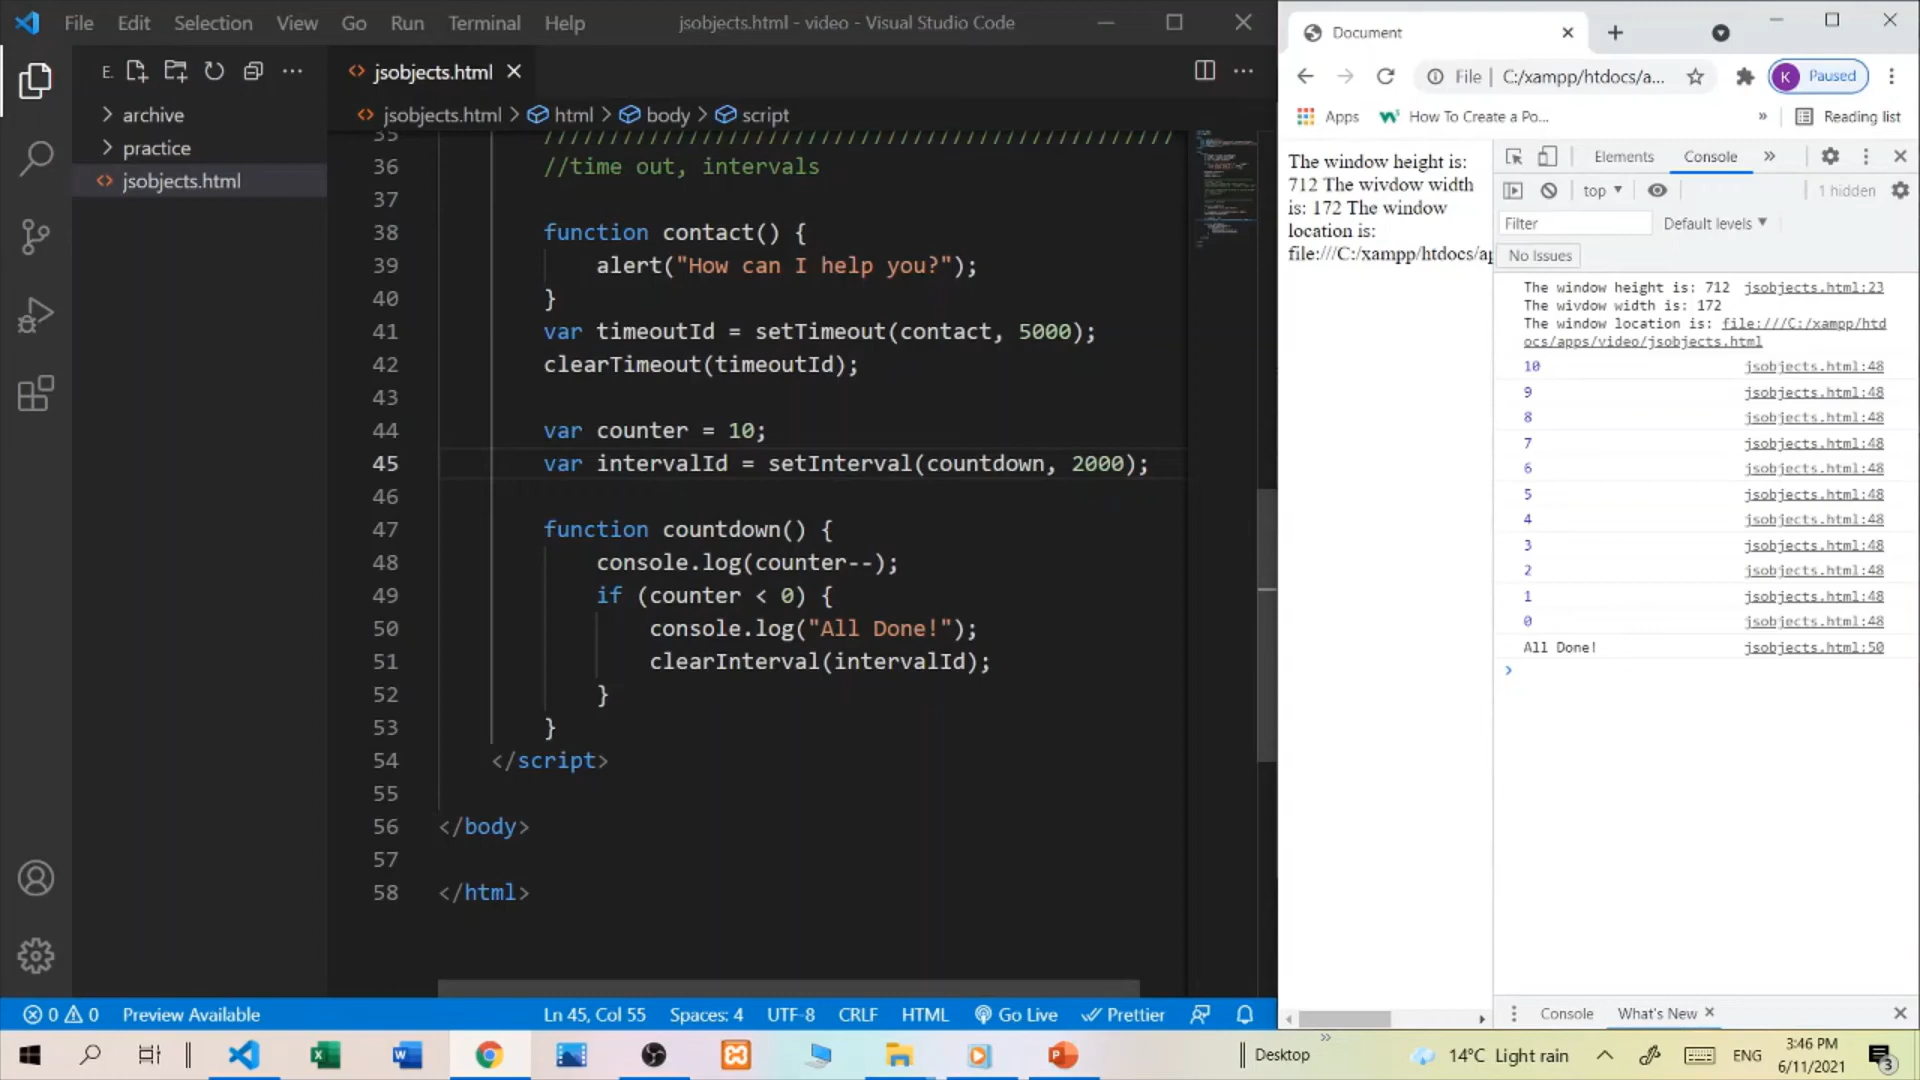 File Edit Selection View Go Run Terminal Help
jsobjects.html - video - Visual Studio Code
E.
archive
practice
jsobjects.html
jsobjects.html
jsobjects.html > html > body > script
35 ////////////////////////////////////////////////
36 //time out, intervals
37
38 function contact() {
39 alert("How can I help you?");
40 }
41 var timeoutId = setTimeout(contact, 5000);
42 clearTimeout(timeoutId);
43
44 var counter = 10;
45 var intervalId = setInterval(countdown, 2000);
46
47 function countdown() {
48 console.log(counter--);
49 if (counter < 0) {
50 console.log("All Done!");
51 clearInterval(intervalId);
52 }
53 }
54 </script>
55
56 </body>
57
58 </html>
0 0 Preview Available Ln 45, Col 55 Spaces: 4 UTF-8 CRLF HTML Go Live Prettier
Document
File | C:/xampp/htdocs/a... K Paused
Apps How To Create a Po... » Reading list
The window height is:
712 The wivdow width
is: 172 The window
location is:
file:///C:/xampp/htdocs/ap
Elements Console »
top 1 hidden
Filter Default levels
No Issues
The window height is: 712 jsobjects.html:23
The wivdow width is: 172
The window location is: file:///C:/xampp/htd
ocs/apps/video/jsobjects.html
10 jsobjects.html:48
9 jsobjects.html:48
8 jsobjects.html:48
7 jsobjects.html:48
6 jsobjects.html:48
5 jsobjects.html:48
4 jsobjects.html:48
3 jsobjects.html:48
2 jsobjects.html:48
1 jsobjects.html:48
0 jsobjects.html:48
All Done! jsobjects.html:50
Console What's New
Desktop » 14°C Light rain ENG 3:46 PM
6/11/2021 3